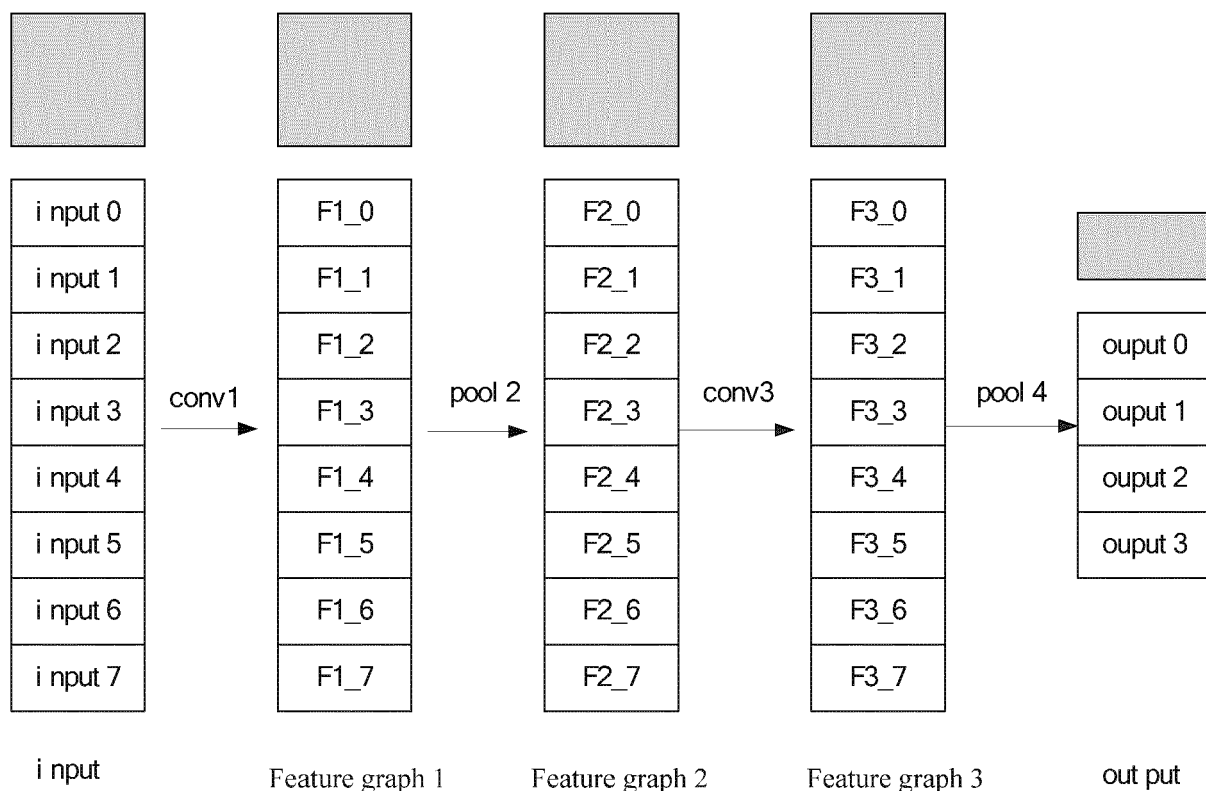 i nput 0
i nput 1
i nput 2
i nput 3
i nput 4
i nput 5
i nput 6
i nput 7
i nput
conv1
F1_0
F1_1
F1_2
F1_3
F1_4
F1_5
F1_6
F1_7
Feature graph 1
pool 2
F2_0
F2_1
F2_2
F2_3
F2_4
F2_5
F2_6
F2_7
Feature graph 2
conv3
F3_0
F3_1
F3_2
F3_3
F3_4
F3_5
F3_6
F3_7
Feature graph 3
pool 4
ouput 0
ouput 1
ouput 2
ouput 3
out put